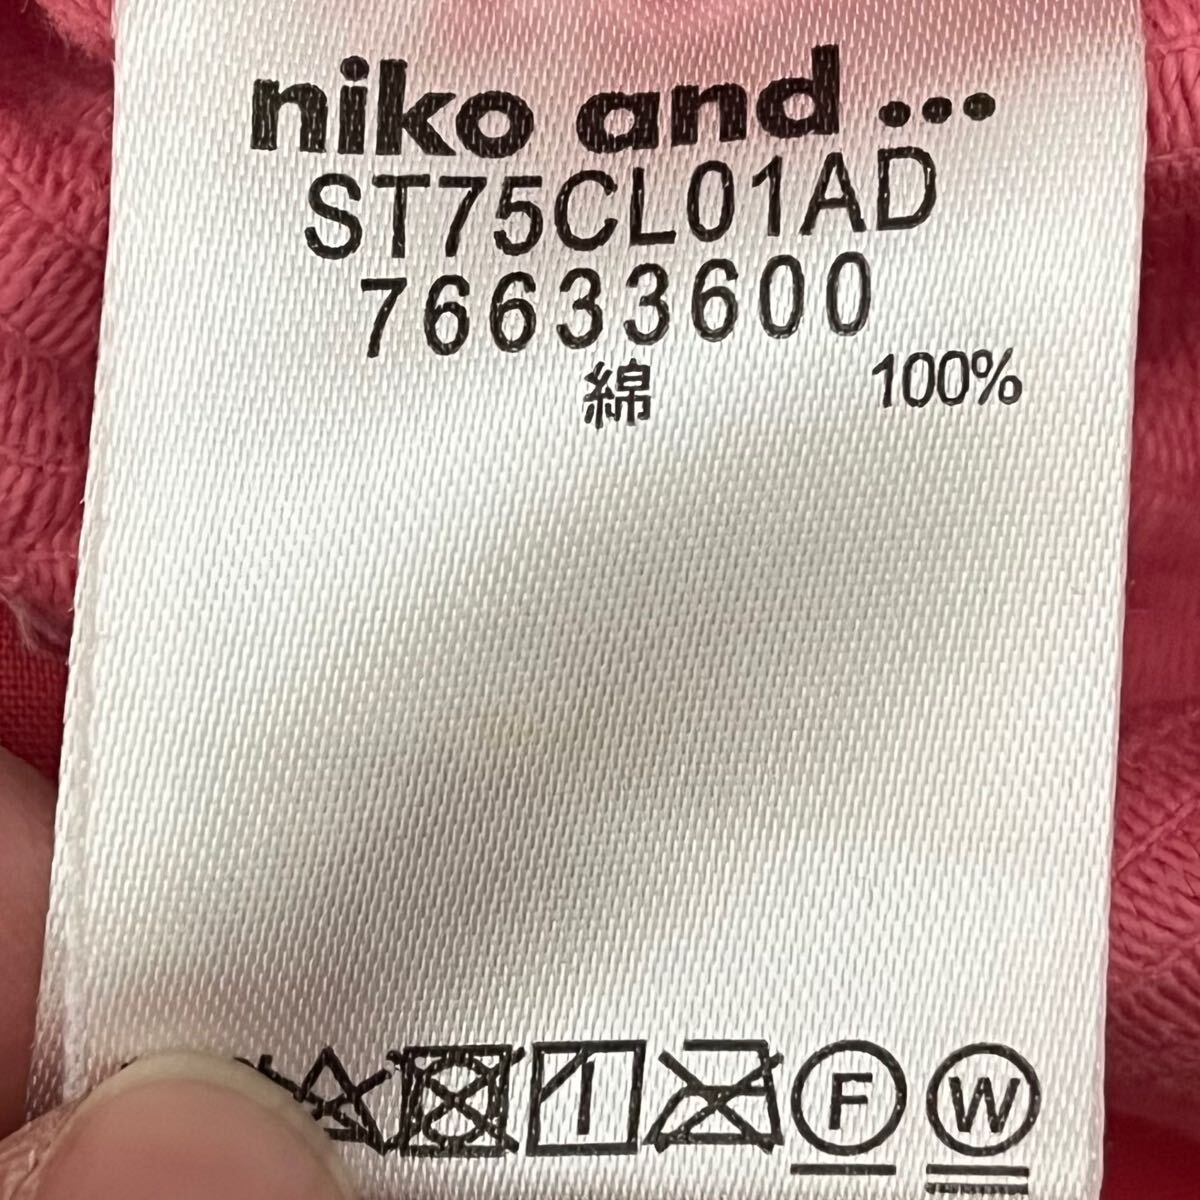 niko and ...
ST75CL01AD
76633600
綿 100%
F W